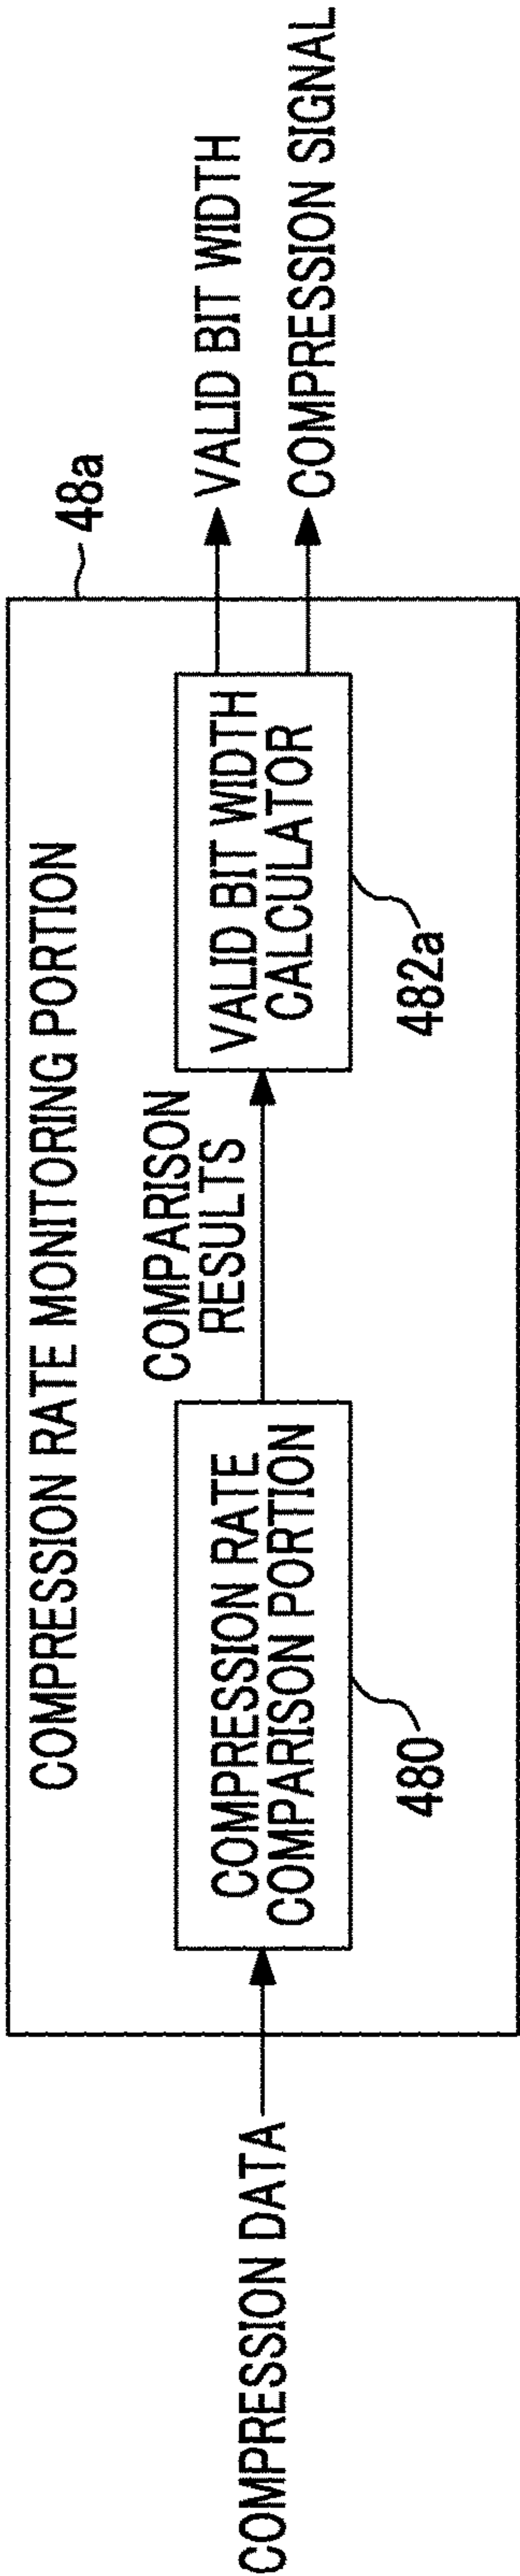 COMPRESSION RATE MONITORING PORTION
48a
COMPRESSION DATA
COMPRESSION RATE
COMPARISON PORTION
480
COMPARISON
RESULTS
VALID BIT WIDTH
CALCULATOR
482a
VALID BIT WIDTH
COMPRESSION SIGNAL